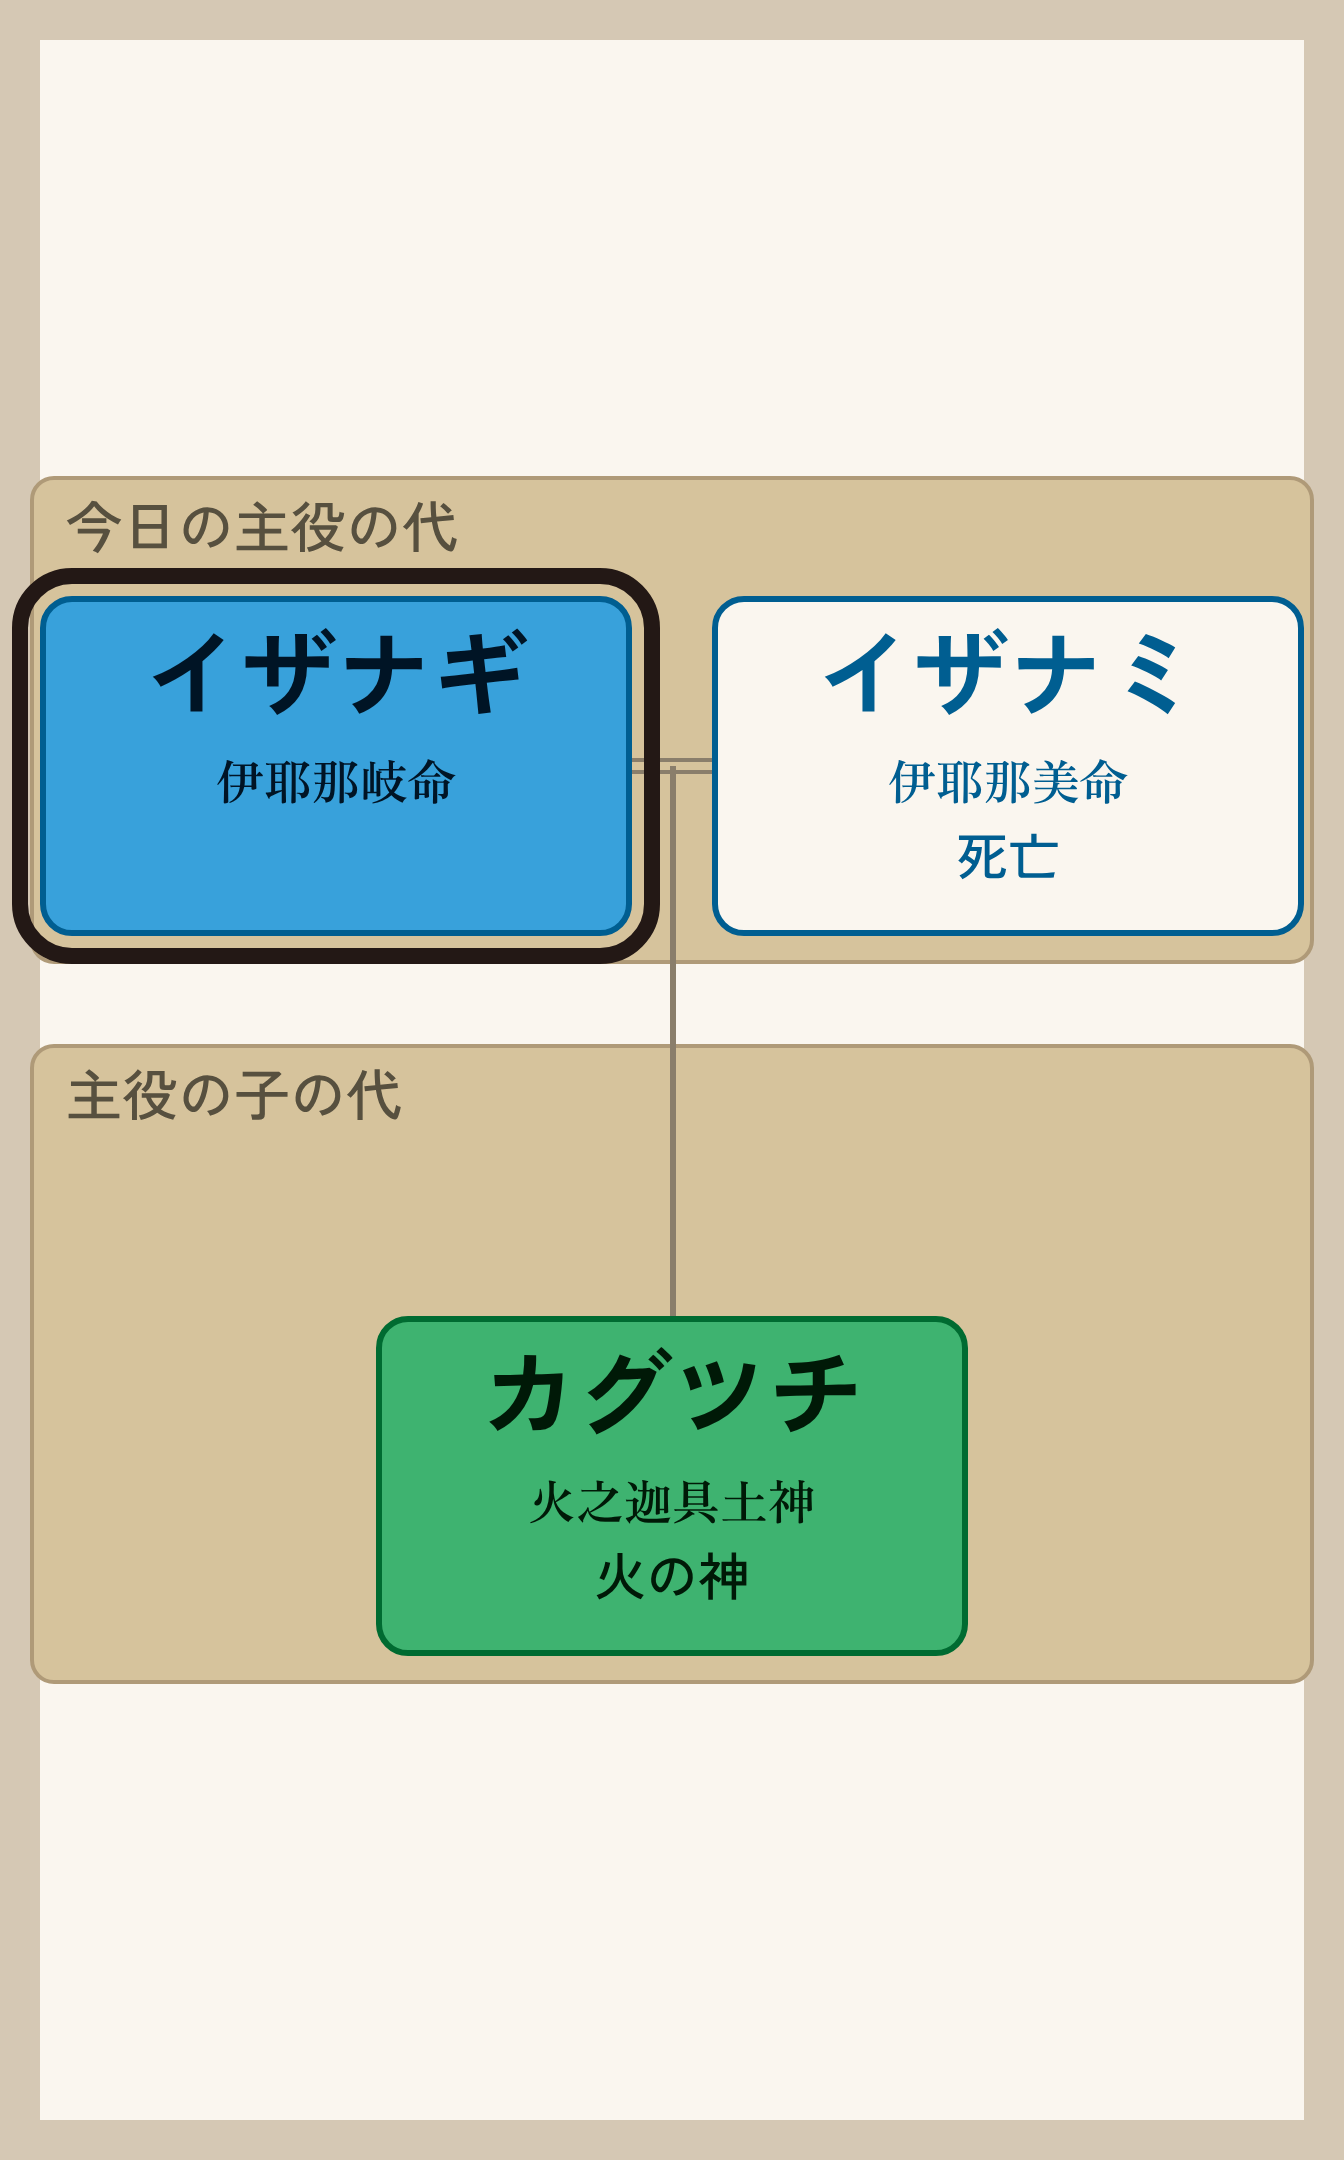 今日の主役の代
イザナギ
伊耶那岐命
イザナミ
伊耶那美命
死亡
主役の子の代
カグツチ
火之迦具土神
火の神